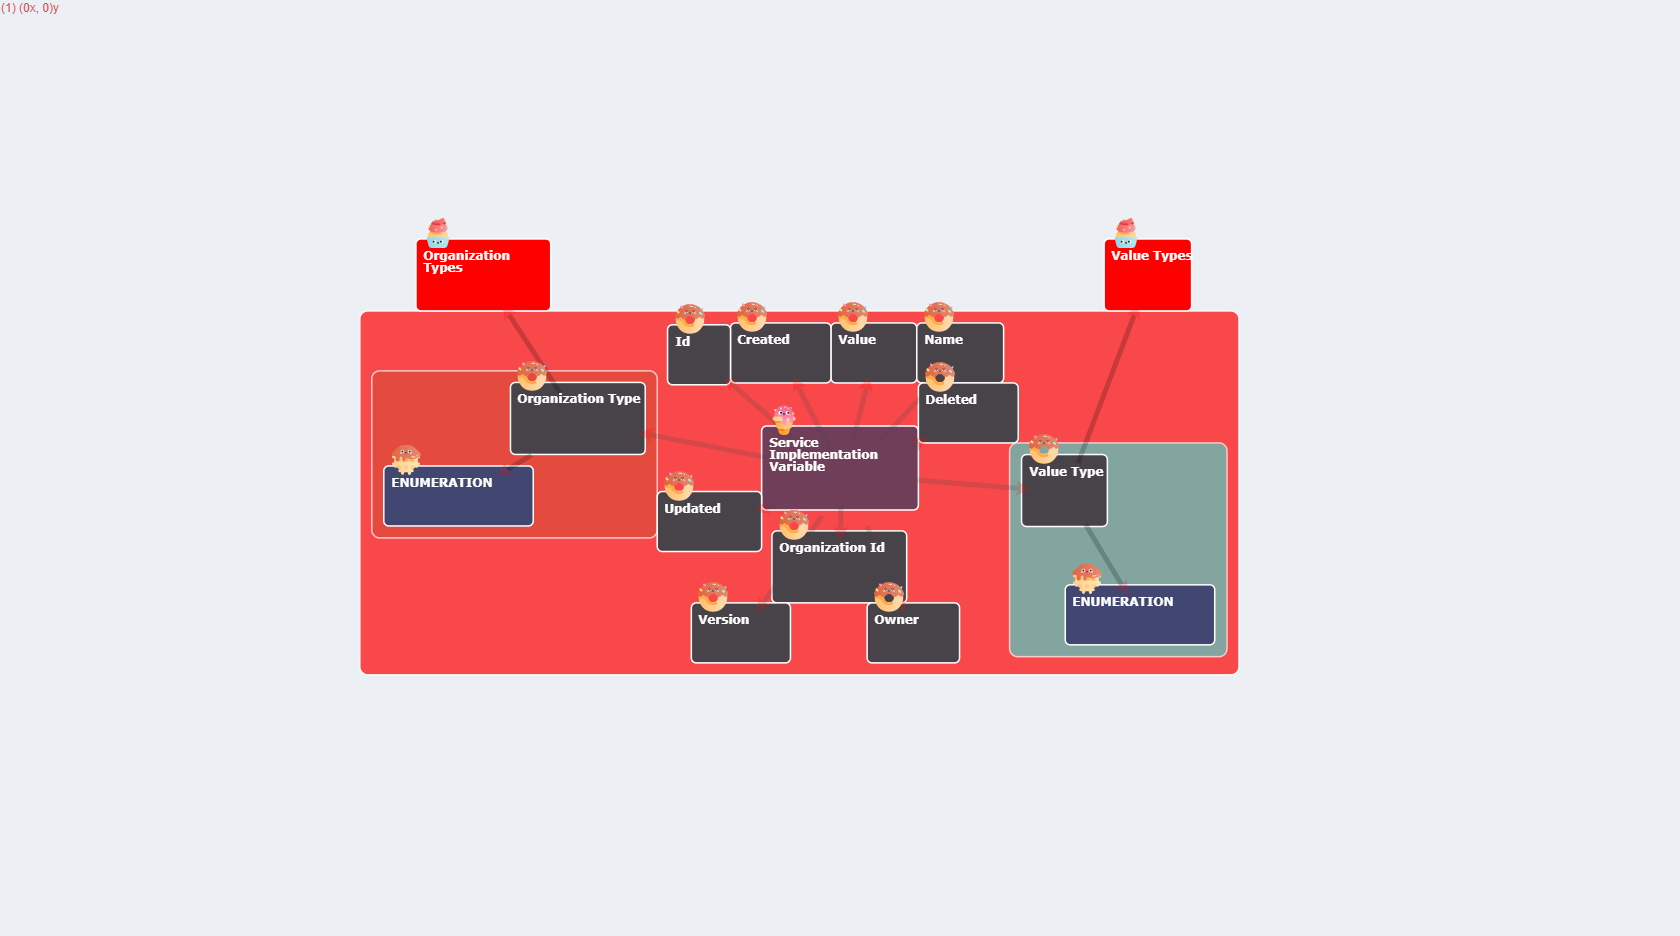 (1) (0x, 0)y
Organization
Types
Value Types
Id
Created
Value
Name
Organization Type
Deleted
Service
Implementation
Variable
Value Type
ENUMERATION
Updated
Organization Id
ENUMERATION
Version
Owner